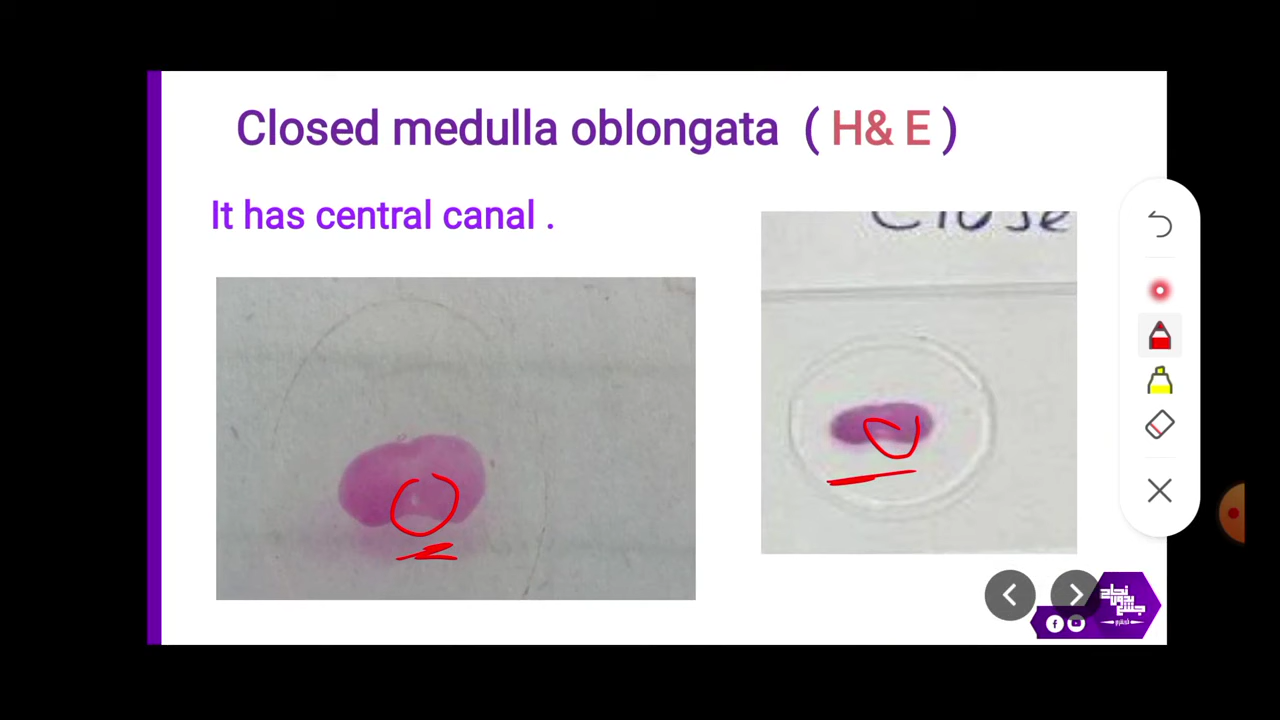 Closed medulla oblongata ( H& E )
It has central canal .